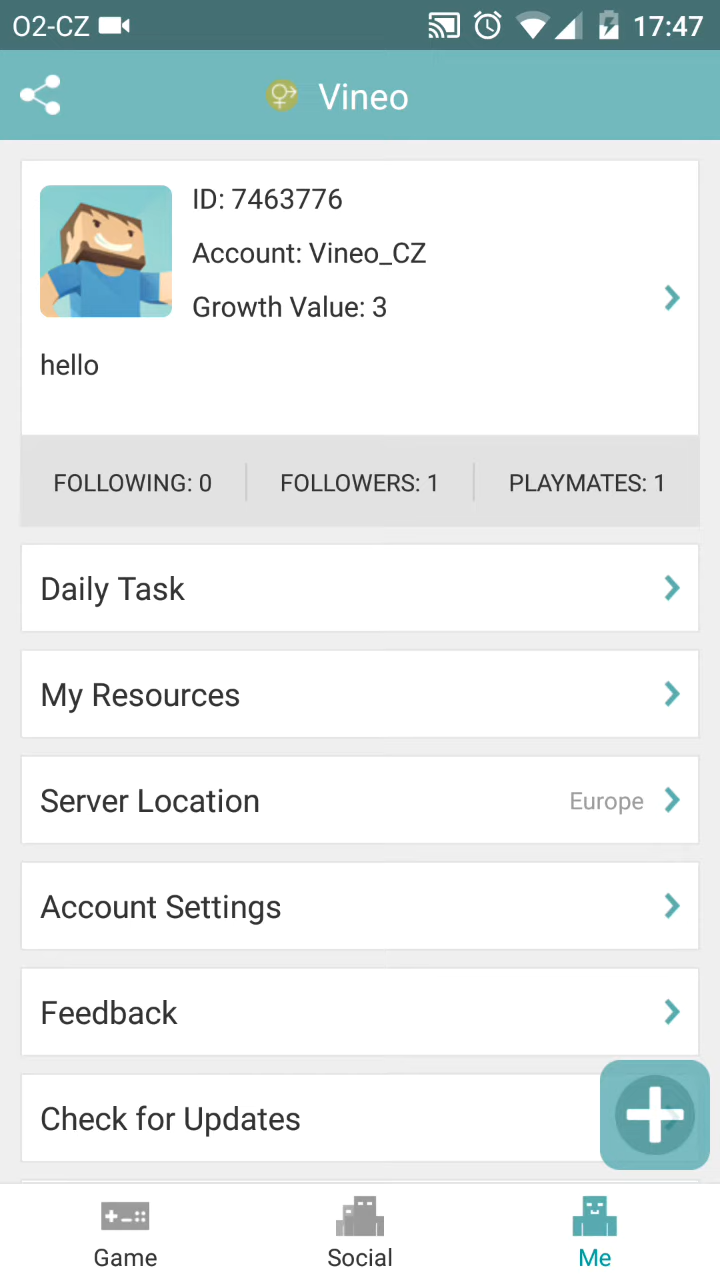 O2-CZ 17:47
Vineo
ID: 7463776
Account: Vineo_CZ
Growth Value: 3
hello
FOLLOWING: 0 FOLLOWERS: 1 PLAYMATES: 1
Daily Task
My Resources
Server Location Europe
Account Settings
Feedback
Check for Updates
Game Social Me